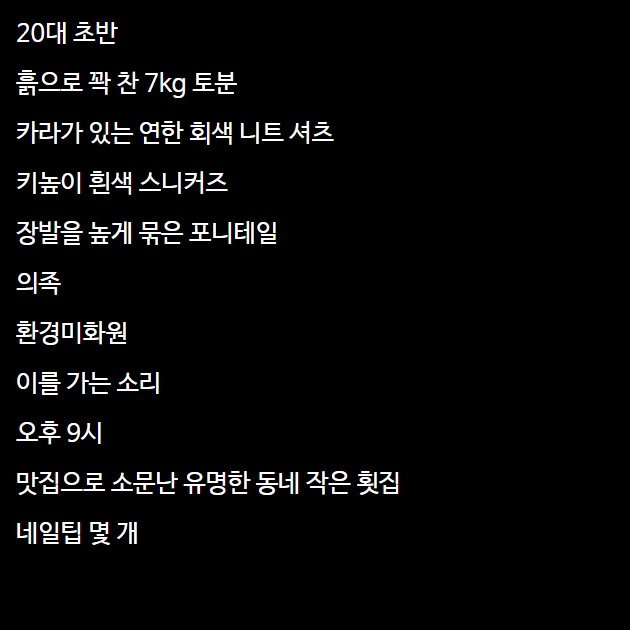 20대 초반
흙으로 꽉 찬 7kg 토분
카라가 있는 연한 회색 니트 셔츠
키높이 흰색 스니커즈
장발을 높게 묶은 포니테일
의족
환경미화원
이를 가는 소리
오후 9시
맛집으로 소문난 유명한 동네 작은 횟집
네일팁 몇 개